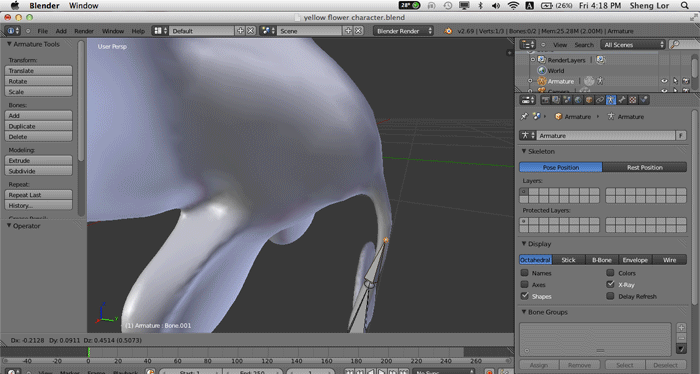 Blender Window
28° (26%) Fri 4:18 PM Sheng Lor
yellow flower character.blend
File Add Render Window Help Default Scene Blender Render v2.69 | Verts:1/3 | Bones:0/2 | Mem:25.28M (2.00M) | Armature
Armature Tools
User Persp
View Search All Scenes
RenderLayers
World
Armature
Camera
Transform:
Translate
Rotate
Scale
Bones:
Add
Duplicate
Delete
Modeling:
Extrude
Subdivide
Repeat:
Repeat Last
History...
Grease Pencil:
Operator
Armature Armature
Armature F
Skeleton
Pose Position Rest Position
Layers:
Protected Layers:
Display
Octahedral Stick B-Bone Envelope Wire
Names Colors
Axes X-Ray
Shapes Delay Refresh
Bone Groups
Assign Remove Select Deselect
z
y
(1) Armature : Bone.001
Dx: -0.2128 Dy: 0.0911 Dz: 0.4514 (0.5073)
-40 -20 0 20 40 60 80 100 120 140 160 180 200 220 240 260
View Marker Frame Playback Start: 1 End: 250 1 No Sync